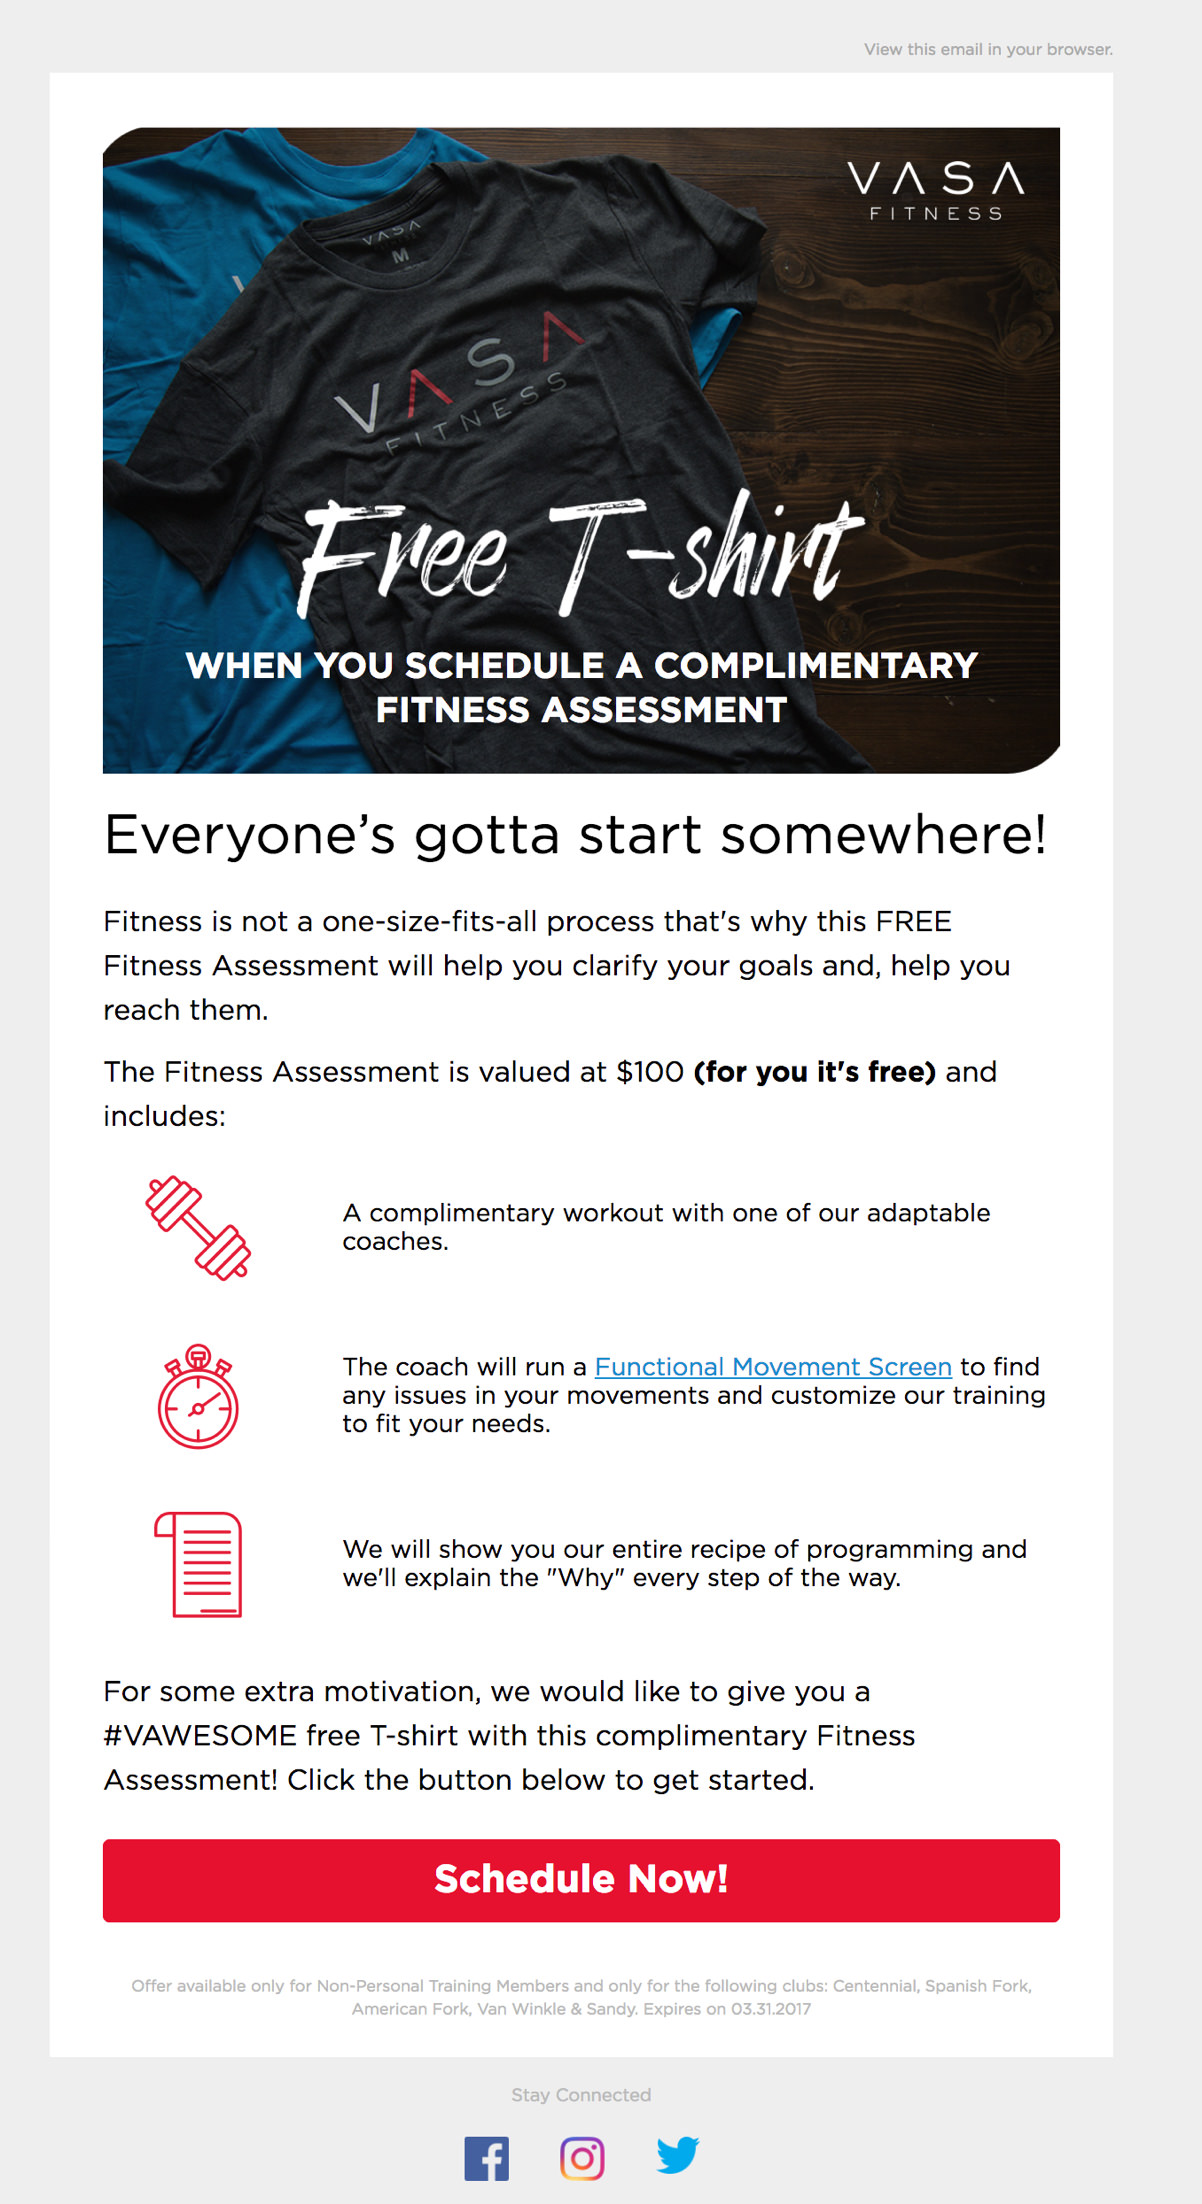 View this email in your browser.
VASA
FITNESS
VASA
M
VASA
FITNESS
Free T-shirt
WHEN YOU SCHEDULE A COMPLIMENTARY
FITNESS ASSESSMENT
Everyone’s gotta start somewhere!
Fitness is not a one-size-fits-all process that's why this FREE
Fitness Assessment will help you clarify your goals and, help you
reach them.
The Fitness Assessment is valued at $100 (for you it's free) and
includes:
A complimentary workout with one of our adaptable
coaches.
The coach will run a Functional Movement Screen to find
any issues in your movements and customize our training
to fit your needs.
We will show you our entire recipe of programming and
we'll explain the "Why" every step of the way.
For some extra motivation, we would like to give you a
#VAWESOME free T-shirt with this complimentary Fitness
Assessment! Click the button below to get started.
Schedule Now!
Offer available only for Non-Personal Training Members and only for the following clubs: Centennial, Spanish Fork,
American Fork, Van Winkle & Sandy. Expires on 03.31.2017
Stay Connected